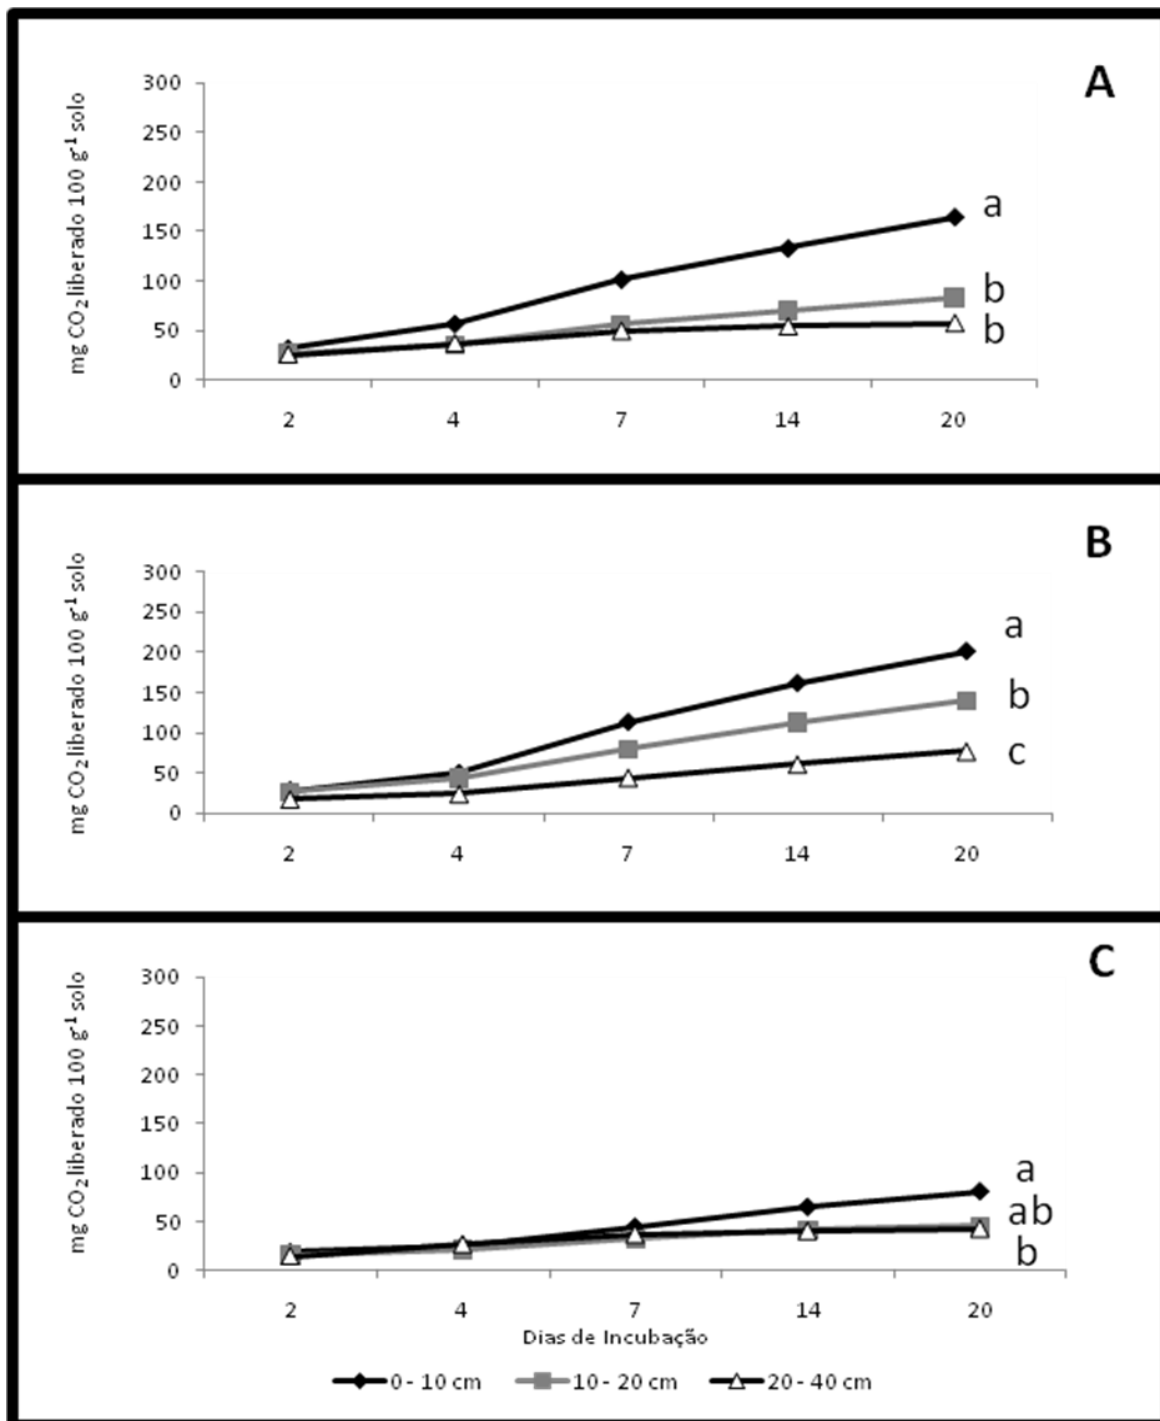 A
mg CO₂ liberado 100 g⁻¹ solo
300
250
200
150
100
50
0
a
b
b
2 4 7 14 20
B
mg CO₂ liberado 100 g⁻¹ solo
300
250
200
150
100
50
0
a
b
c
2 4 7 14 20
C
mg CO₂ liberado 100 g⁻¹ solo
300
250
200
150
100
50
0
a
ab
b
2 4 7 14 20
Dias de Incubação
0 - 10 cm 10 - 20 cm 20 - 40 cm